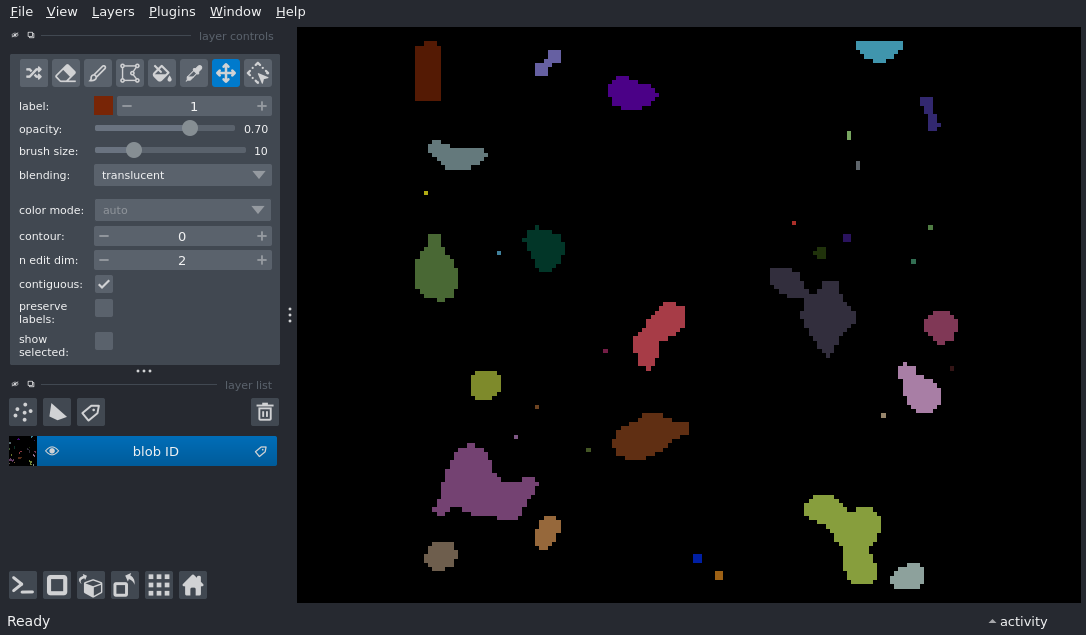 File View Layers Plugins Window Help
layer controls
label: 1
opacity: 0.70
brush size: 10
blending: translucent
color mode: auto
contour: 0
n edit dim: 2
contiguous:
preserve
labels:
show
selected:
layer list
blob ID
Ready
activity